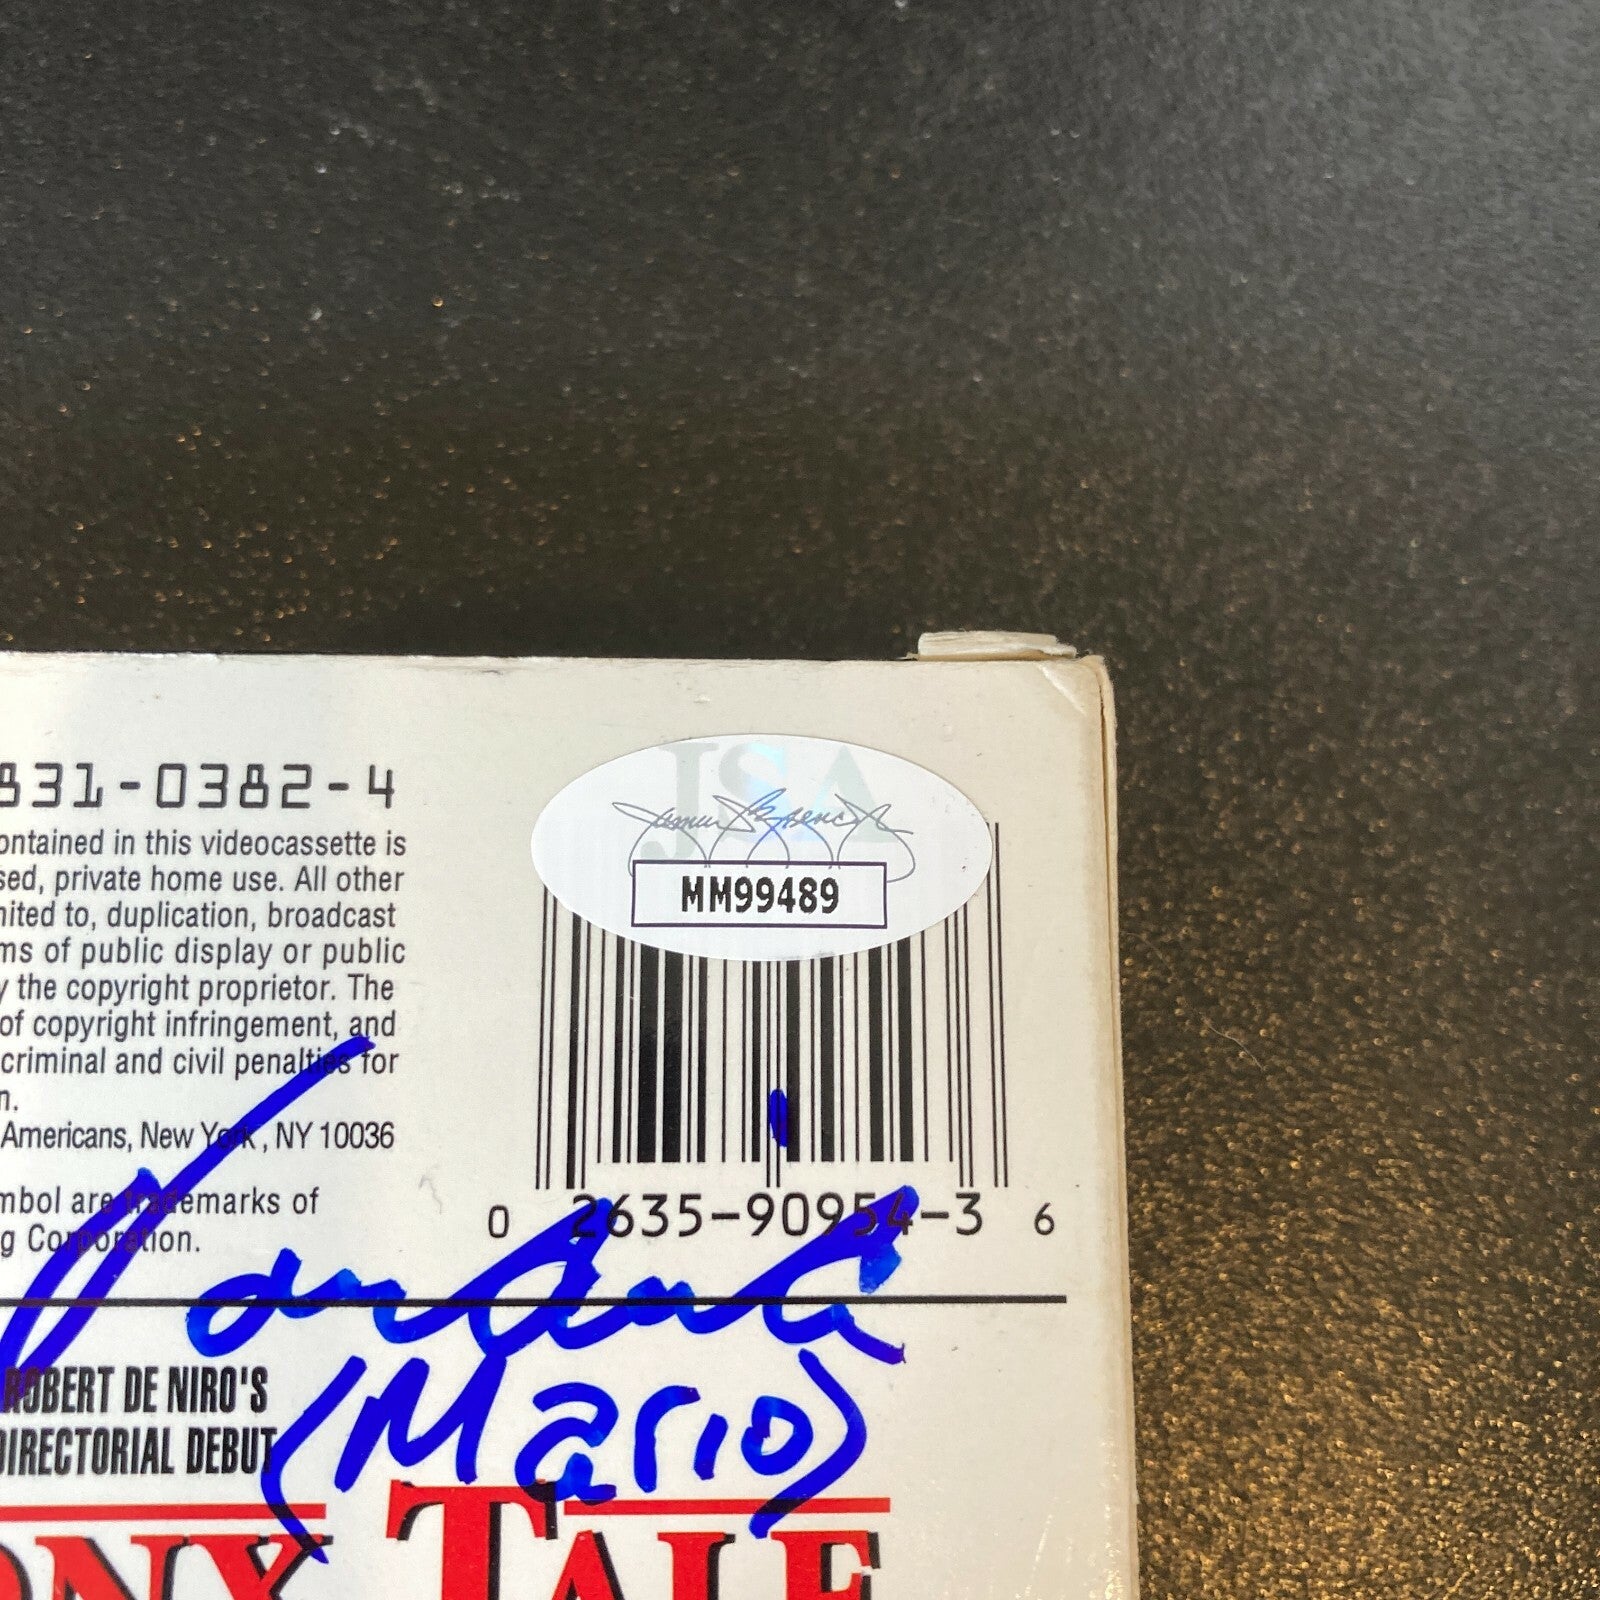 831-0382-4
ontained in this videocassette is
sed, private home use. All other
nited to, duplication, broadcast
ms of public display or public
y the copyright proprietor. The
of copyright infringement, and
criminal and civil penalties for
n.
Americans, New York, NY 10036
mbol are trademarks of
g Corporation.
JSA
MM99489
0 2635-90954-3 6
(Mario)
ROBERT DE NIRO'S
DIRECTORIAL DEBUT
ONX TALE